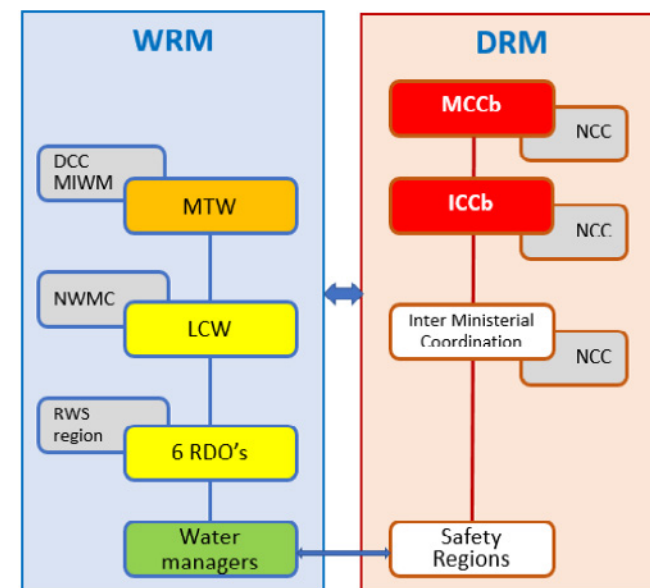 WRM
DCC
MIWM
MTW
NWMC
LCW
RWS
region
6 RDO's
Water
managers
DRM
MCCb
NCC
ICCb
NCC
Inter Ministerial
Coordination
NCC
Safety
Regions